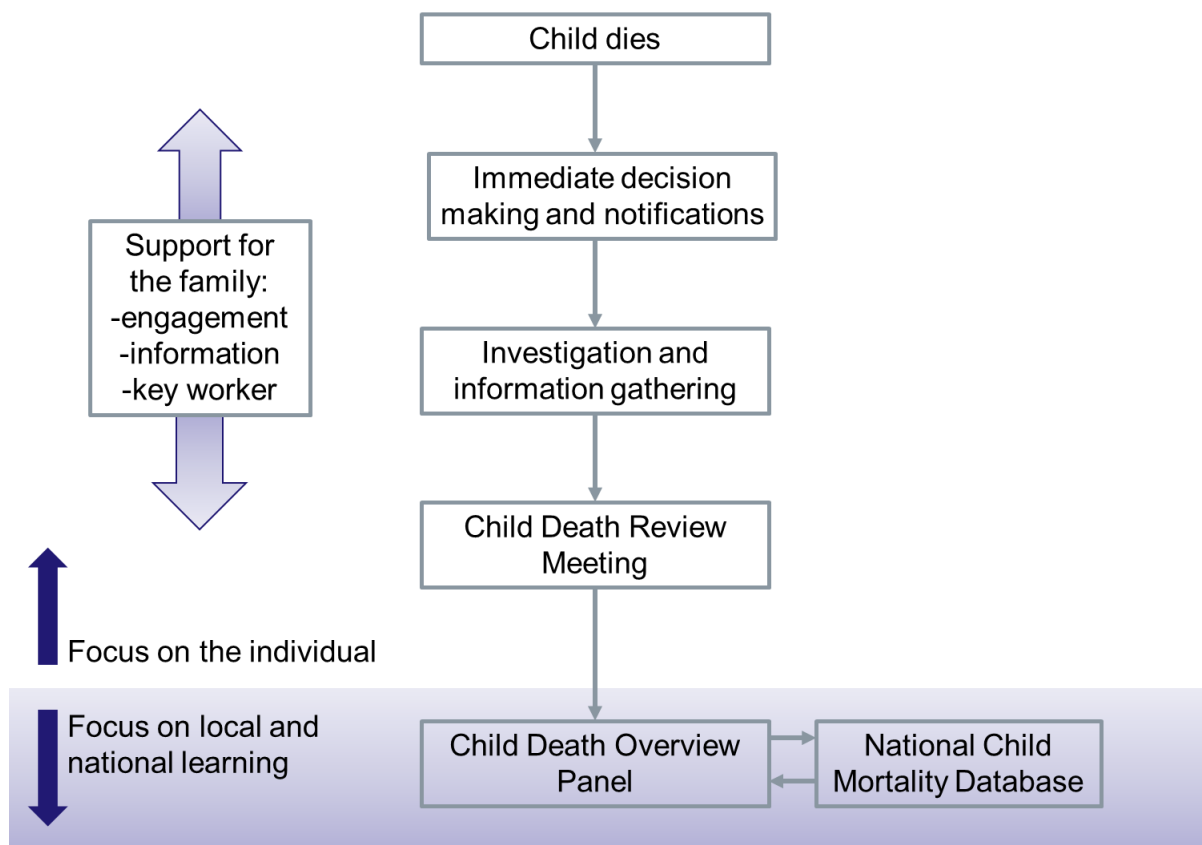 Child dies
Immediate decision
making and notifications
Support for
the family:
-engagement
-information
-key worker
Investigation and
information gathering
Child Death Review
Meeting
Focus on the individual
Focus on local and
national learning
Child Death Overview
Panel
National Child
Mortality Database